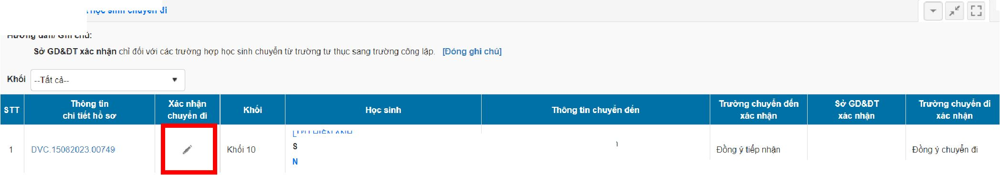 học sinh chuyển đi
Hướng dẫn/ Ghi chú:
Sở GD&ĐT xác nhận chỉ đối với các trường hợp học sinh chuyển từ trường tư thục sang trường công lập. [Đóng ghi chú]
Khối --Tất cả--
STT
Thông tin
chi tiết hồ sơ
Xác nhận
chuyển đi
Khối
Học sinh
Thông tin chuyển đến
Trường chuyển đến
xác nhận
Sở GD&ĐT
xác nhận
Trường chuyển đi
xác nhận
1
DVC.15082023.00749
Khối 10
S
N
Đồng ý tiếp nhận
Đồng ý chuyển đi